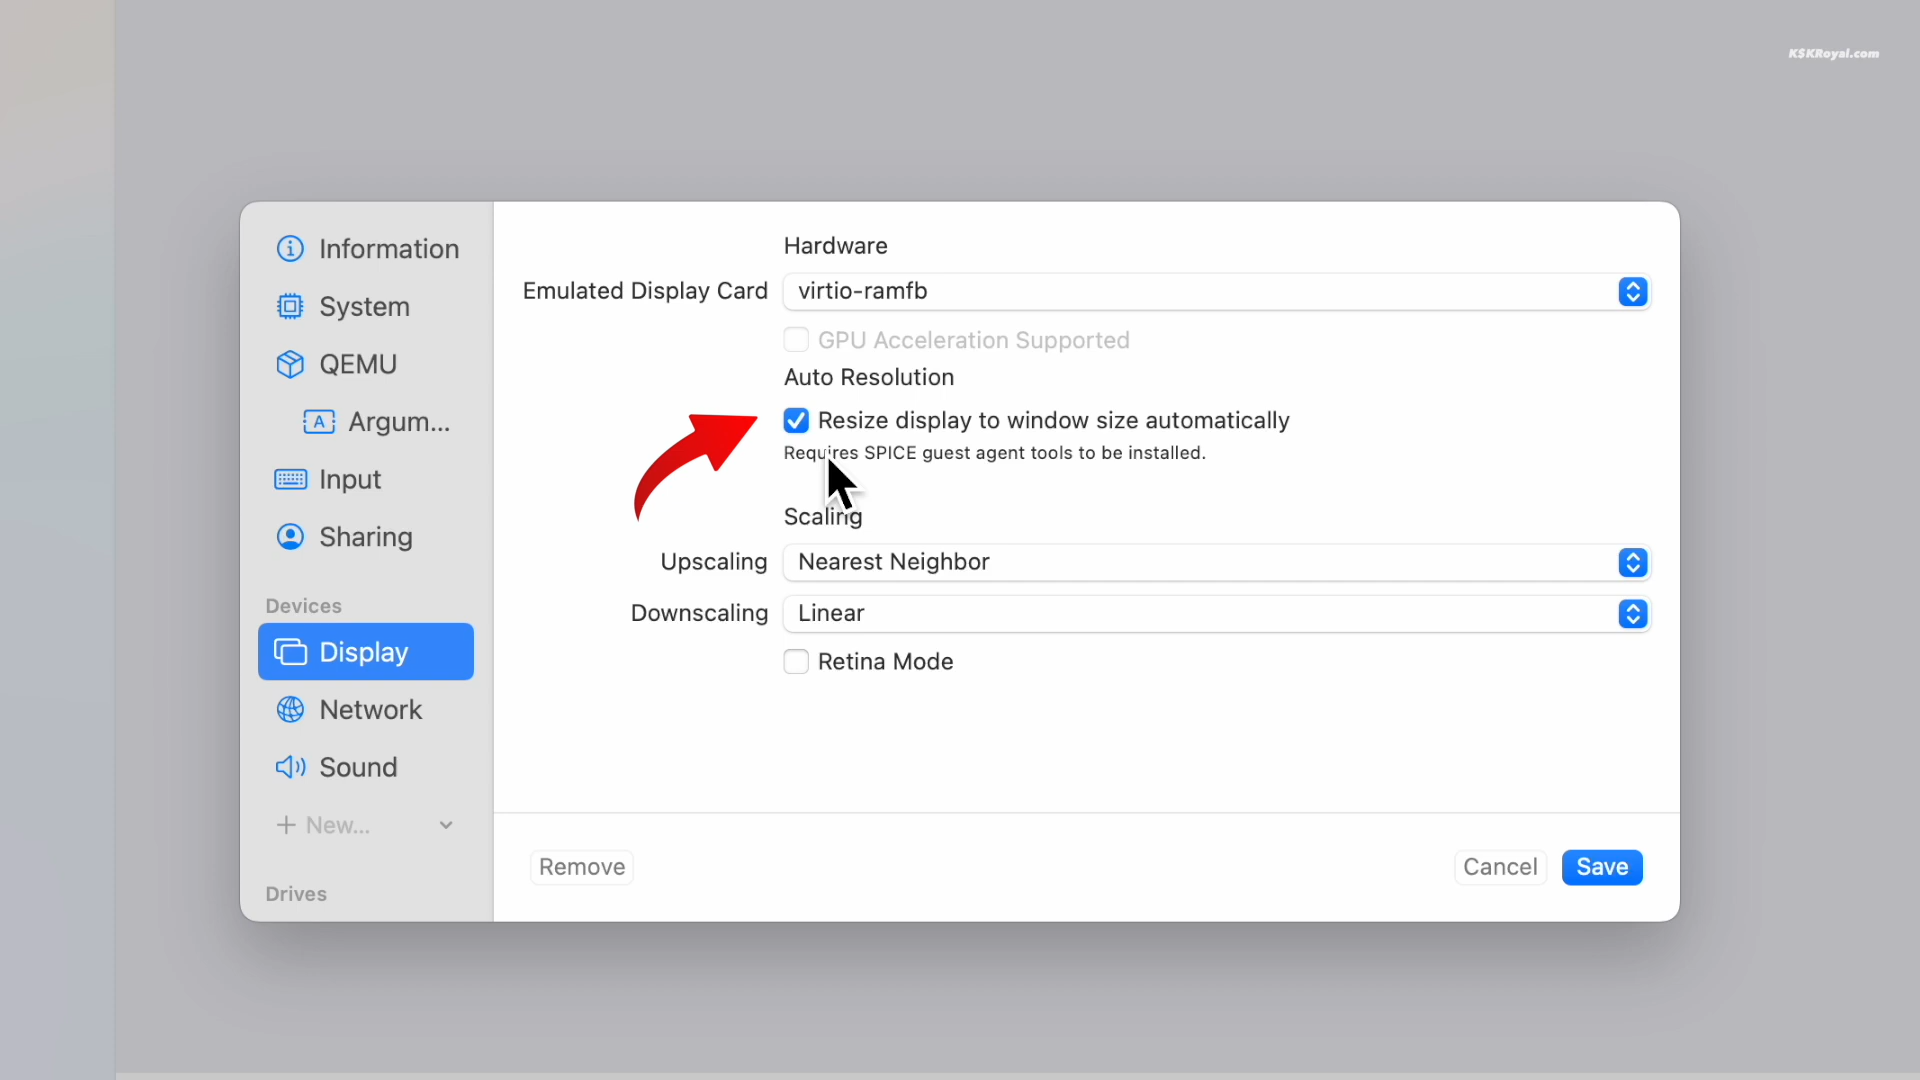 K$KRoyal.com
Information
System
QEMU
A
Argum...
Input
Sharing
Devices
Display
Network
Sound
+ New...
Drives
Hardware
Emulated Display Card virtio-ramfb
GPU Acceleration Supported
Auto Resolution
Resize display to window size automatically
Requires SPICE guest agent tools to be installed.
Scaling
Upscaling Nearest Neighbor
Downscaling Linear
Retina Mode
Remove
Cancel Save